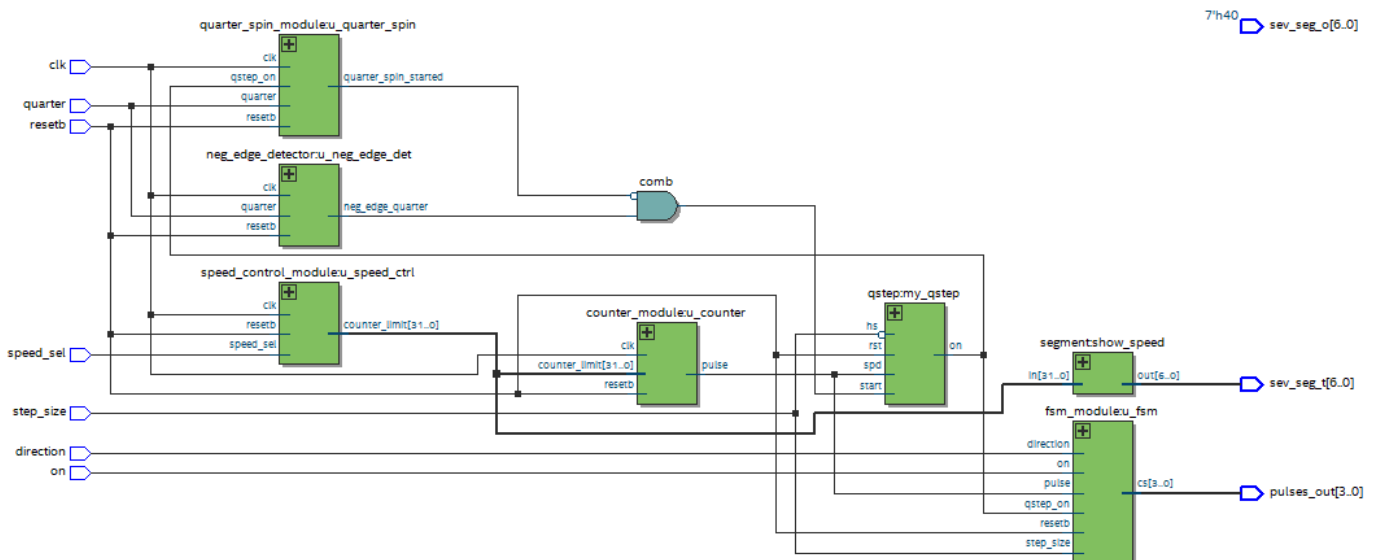 quarter_spin_module:u_quarter_spin
clk
qstep_on
quarter
resetb
quarter_spin_started
7'h40
sev_seg_o[6..0]
clk
quarter
resetb
neg_edge_detector:u_neg_edge_det
clk
quarter
resetb
neg_edge_quarter
comb
speed_control_module:u_speed_ctrl
clk
resetb
speed_sel
counter_limit[31..0]
speed_sel
counter_module:u_counter
clk
counter_limit[31..0]
resetb
pulse
qstep:my_qstep
hs
rst
spd
start
on
segment:show_speed
in[31..0]
out[6..0]
sev_seg_t[6..0]
step_size
direction
on
fsm_module:u_fsm
direction
on
pulse
qstep_on
resetb
step_size
cs[3..0]
pulses_out[3..0]